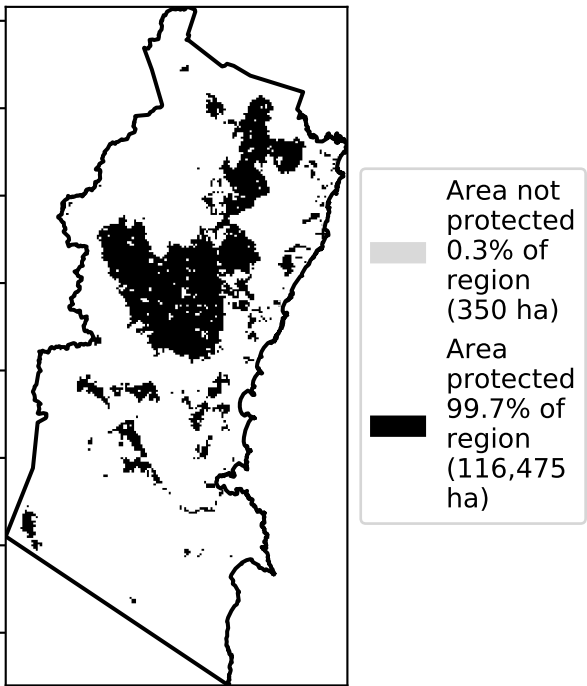 Area not
protected
0.3% of
region
(350 ha)
Area
protected
99.7% of
region
(116,475
ha)